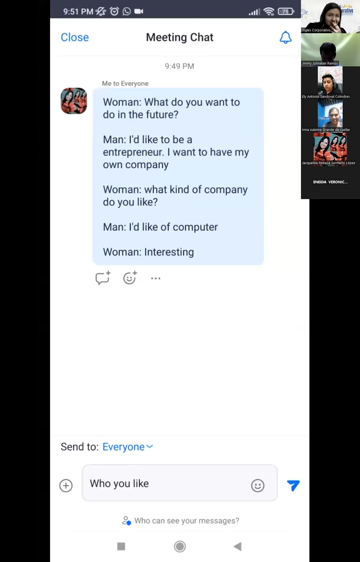 9:51 PM
Close
Meeting Chat
9:49 PM
Me to Everyone
Woman: What do you want to
do in the future?
Man: I'd like to be a
entrepreneur. I want to have my
own company
Woman: what kind of company
do you like?
Man: I'd like of computer
Woman: Interesting
Send to: Everyone
Who you like
Who can see your messages?
ENEIDA VERONIC...